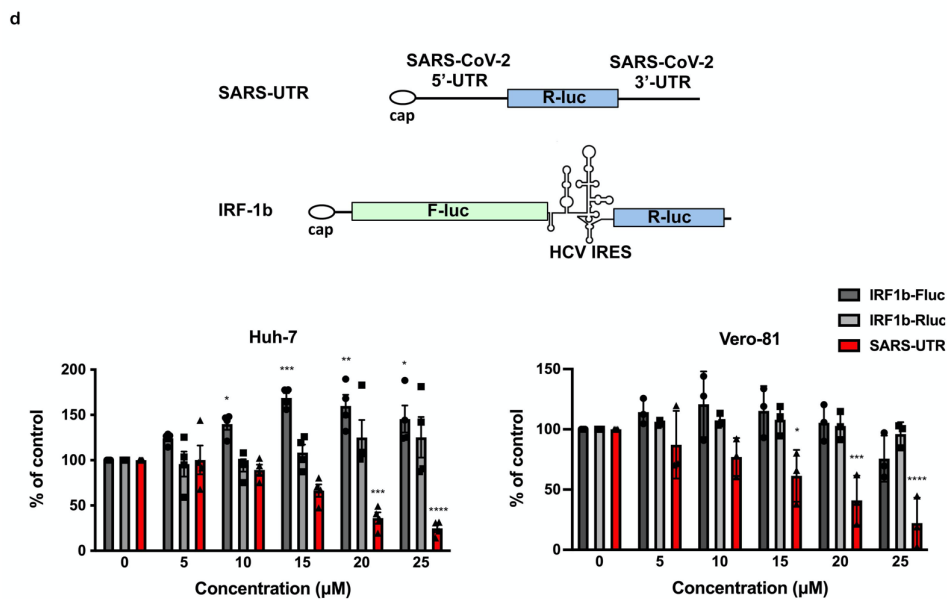 d
SARS-CoV-2
5'-UTR
SARS-CoV-2
3'-UTR
SARS-UTR
R-luc
cap
IRF-1b
F-luc
R-luc
cap
HCV IRES
IRF1b-Fluc
IRF1b-Rluc
SARS-UTR
Huh-7
200
150
100
50
0
% of control
*
***
**
***
*
****
0 5 10 15 20 25
Concentration (μM)
Vero-81
150
100
50
0
% of control
*
***
****
0 5 10 15 20 25
Concentration (μM)